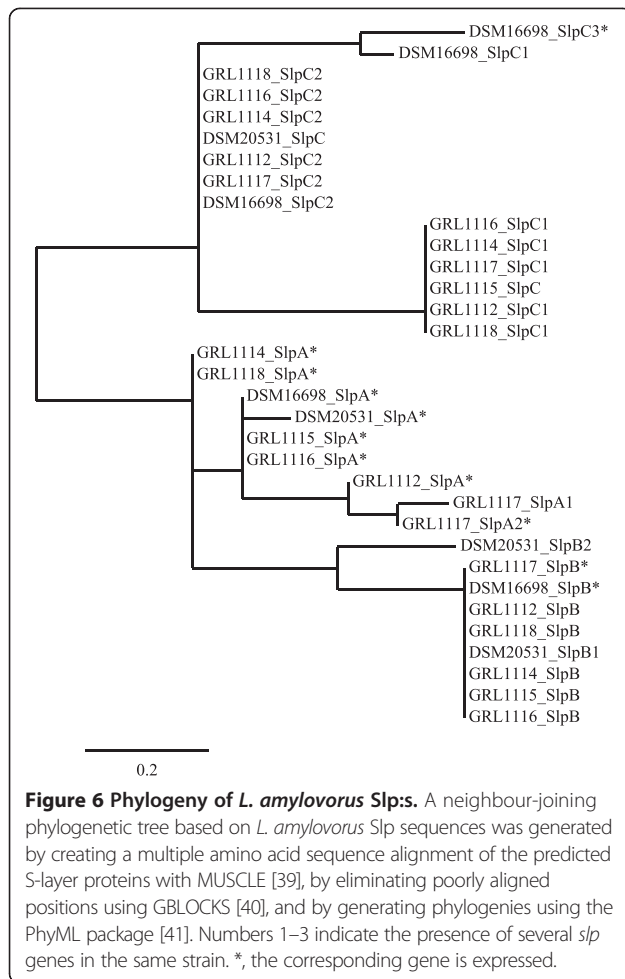 DSM16698_SlpC3*
DSM16698_SlpC1
GRL1118_SlpC2
GRL1116_SlpC2
GRL1114_SlpC2
DSM20531_SlpC
GRL1112_SlpC2
GRL1117_SlpC2
DSM16698_SlpC2
GRL1116_SlpC1
GRL1114_SlpC1
GRL1117_SlpC1
GRL1115_SlpC
GRL1112_SlpC1
GRL1118_SlpC1
GRL1114_SlpA*
GRL1118_SlpA*
DSM16698_SlpA*
DSM20531_SlpA*
GRL1115_SlpA*
GRL1116_SlpA*
GRL1112_SlpA*
GRL1117_SlpA1
GRL1117_SlpA2*
DSM20531_SlpB2
GRL1117_SlpB*
DSM16698_SlpB*
GRL1112_SlpB
GRL1118_SlpB
DSM20531_SlpB1
GRL1114_SlpB
GRL1115_SlpB
GRL1116_SlpB
0.2
Figure 6 Phylogeny of L. amylovorus Slp:s. A neighbour-joining
phylogenetic tree based on L. amylovorus Slp sequences was generated
by creating a multiple amino acid sequence alignment of the predicted
S-layer proteins with MUSCLE [39], by eliminating poorly aligned
positions using GBLOCKS [40], and by generating phylogenies using the
PhyML package [41]. Numbers 1–3 indicate the presence of several slp
genes in the same strain. *, the corresponding gene is expressed.